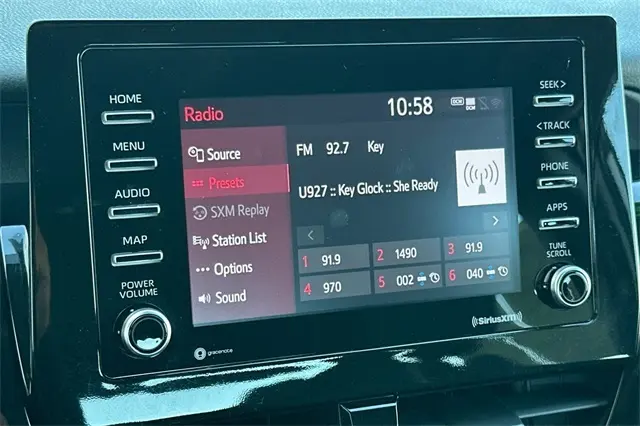 HOME
MENU
AUDIO
MAP
POWER
VOLUME
Radio
10:58
DCM
DCM
Source
Presets
SXM Replay
Station List
Options
Sound
FM 92.7 Key
U927 :: Key Glock :: She Ready
< >
1 91.9
2 1490
3 91.9
4 970
5 002
6 040
SEEK >
< TRACK
PHONE
APPS
TUNE
SCROLL
gracenote
((SiriusXM))